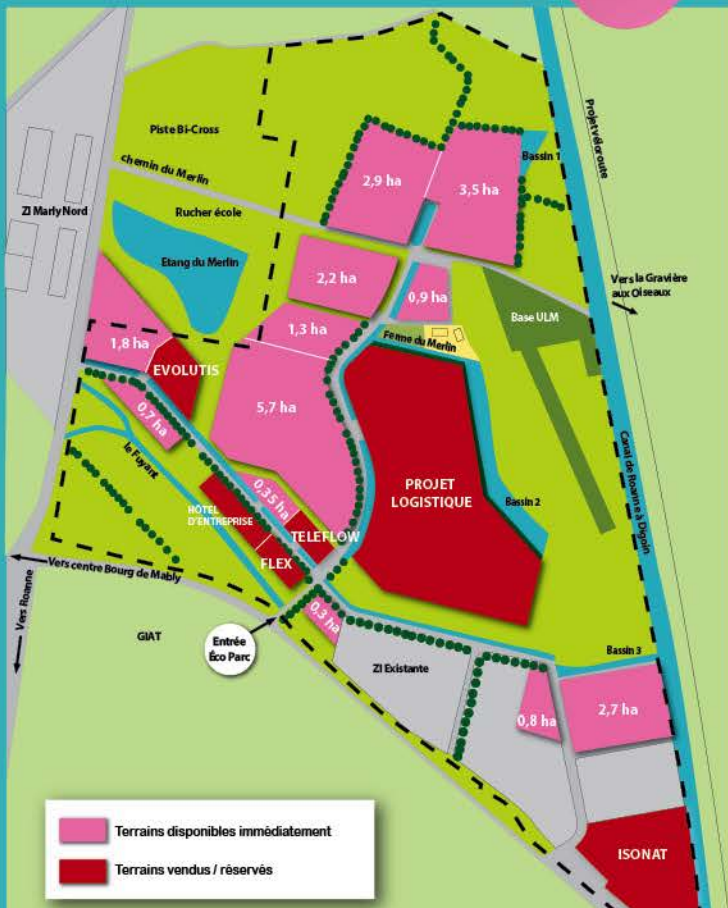 Piste Bi-Cross
chemin du Merlin
ZI Marly Nord
Rucher école
Etang du Merlin
2,9 ha
3,5 ha
Bassin 1
Projet véloroute
Vers la Gravière
aux Oiseaux
2,2 ha
0,9 ha
Base ULM
1,3 ha
Ferme du Merlin
1,8 ha
EVOLUTIS
0,7 ha
5,7 ha
le Fuyant
PROJET
LOGISTIQUE
Canal de Roanne à Digoin
0,35 ha
HÔTEL
D'ENTREPRISE
TELEFLOW
FLEX
Bassin 2
Vers centre Bourg de Mably
Vers Roanne
GIAT
Entrée
Éco Parc
0,3 ha
ZI Existante
Bassin 3
0,8 ha
2,7 ha
ISONAT
Terrains disponibles immédiatement
Terrains vendus / réservés